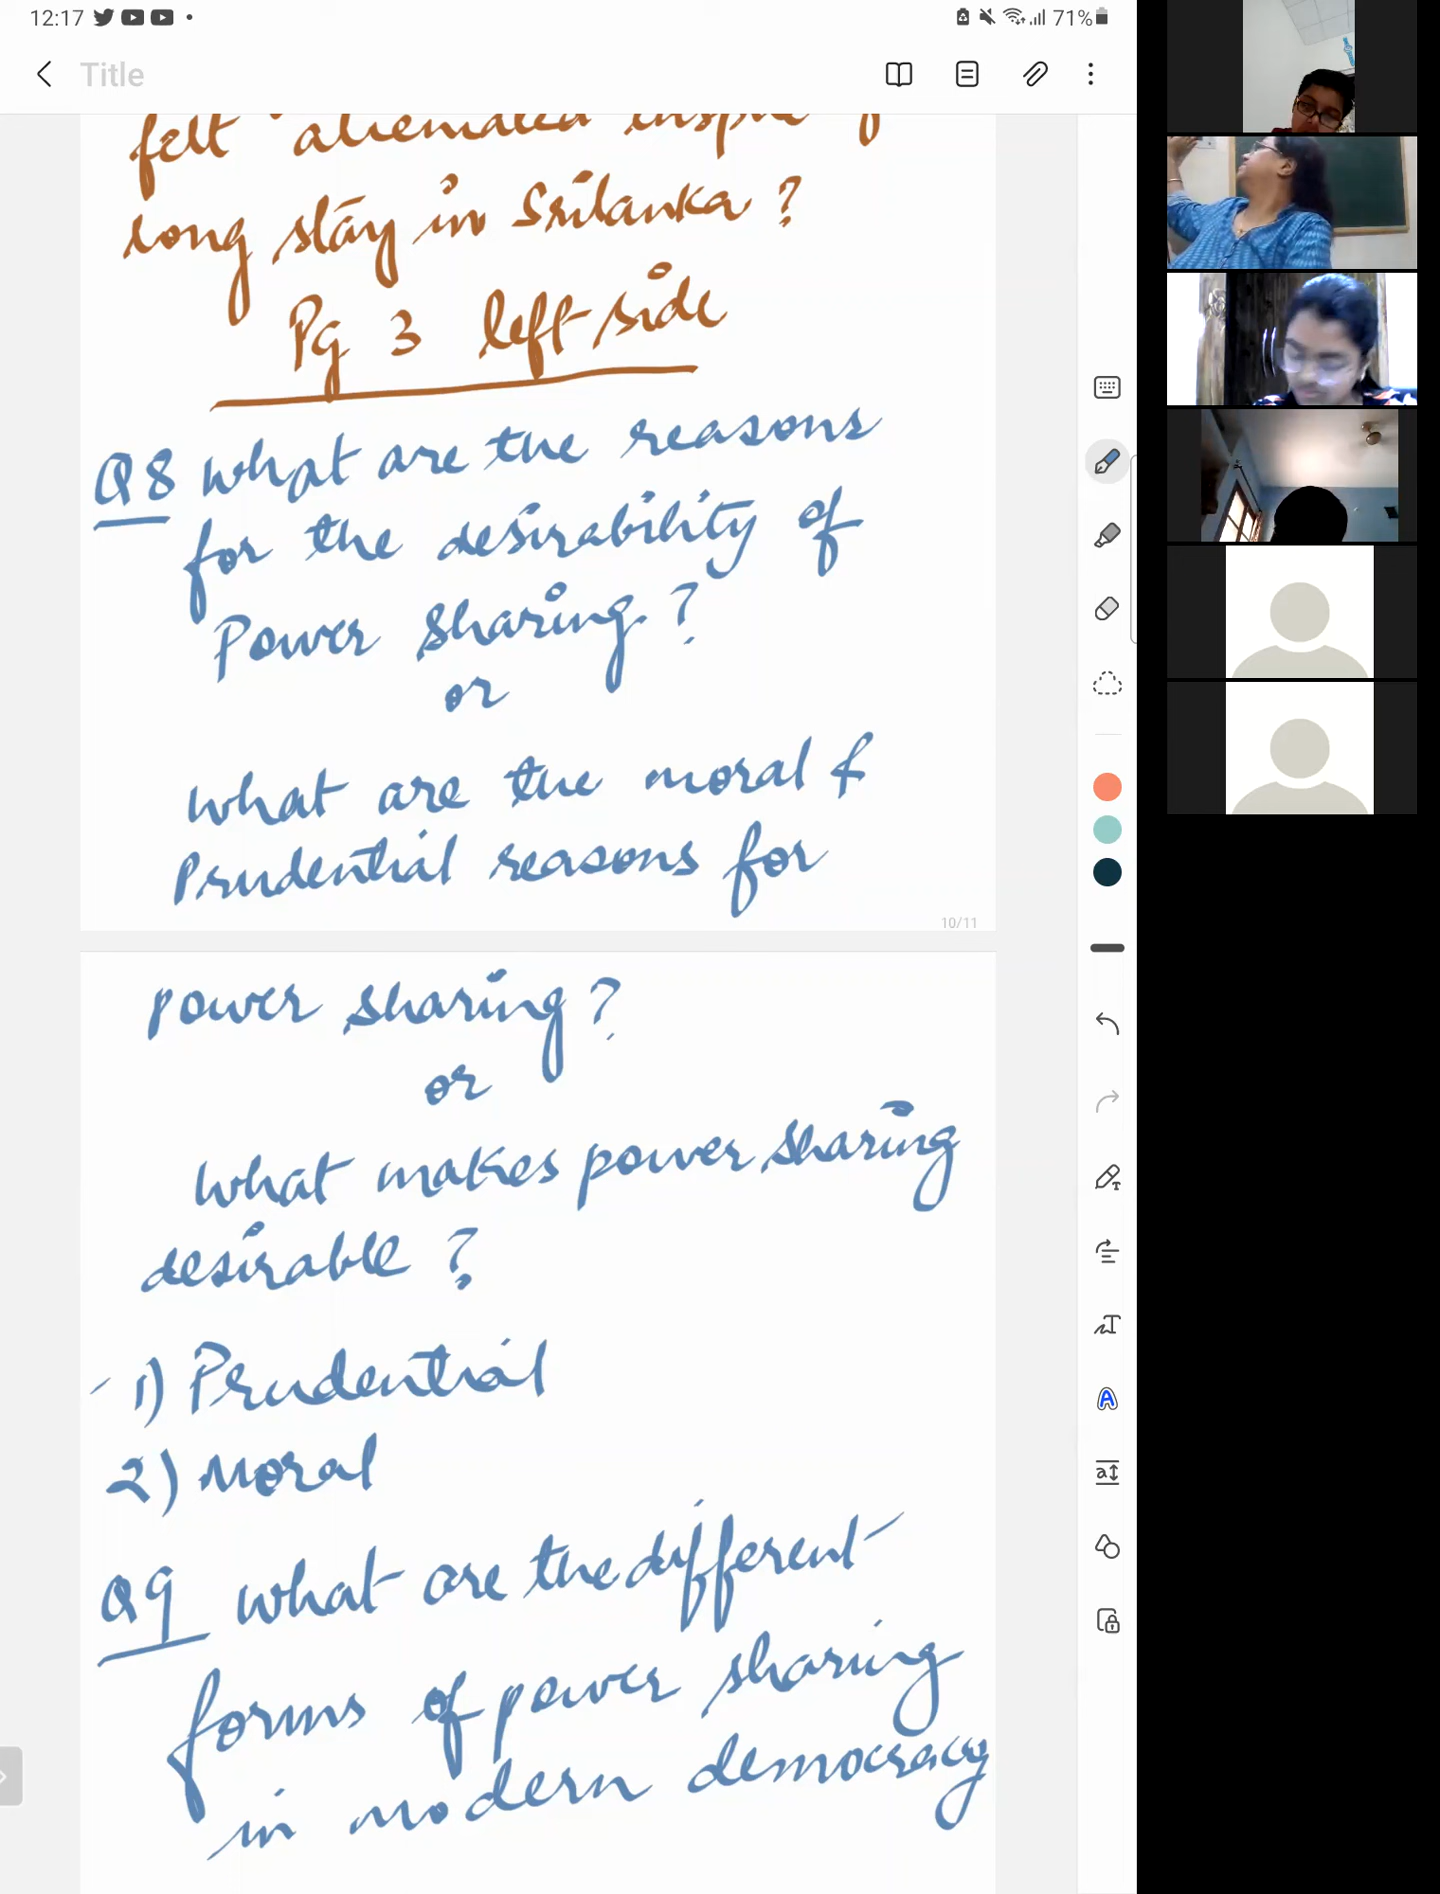 12:17
71%
Title
felt alienated inspite of
long stay in Srilanka ?
Pg 3 left side
Q8 What are the reasons
for the desirability of
Power sharing. ?
or
What are the moral &
Prudential reasons for
10/11
power sharing ?
or
What makes power sharing
desirable ?
1) Prudential
2) Moral
Q9 what are the different
forms of power sharing
in modern democracy